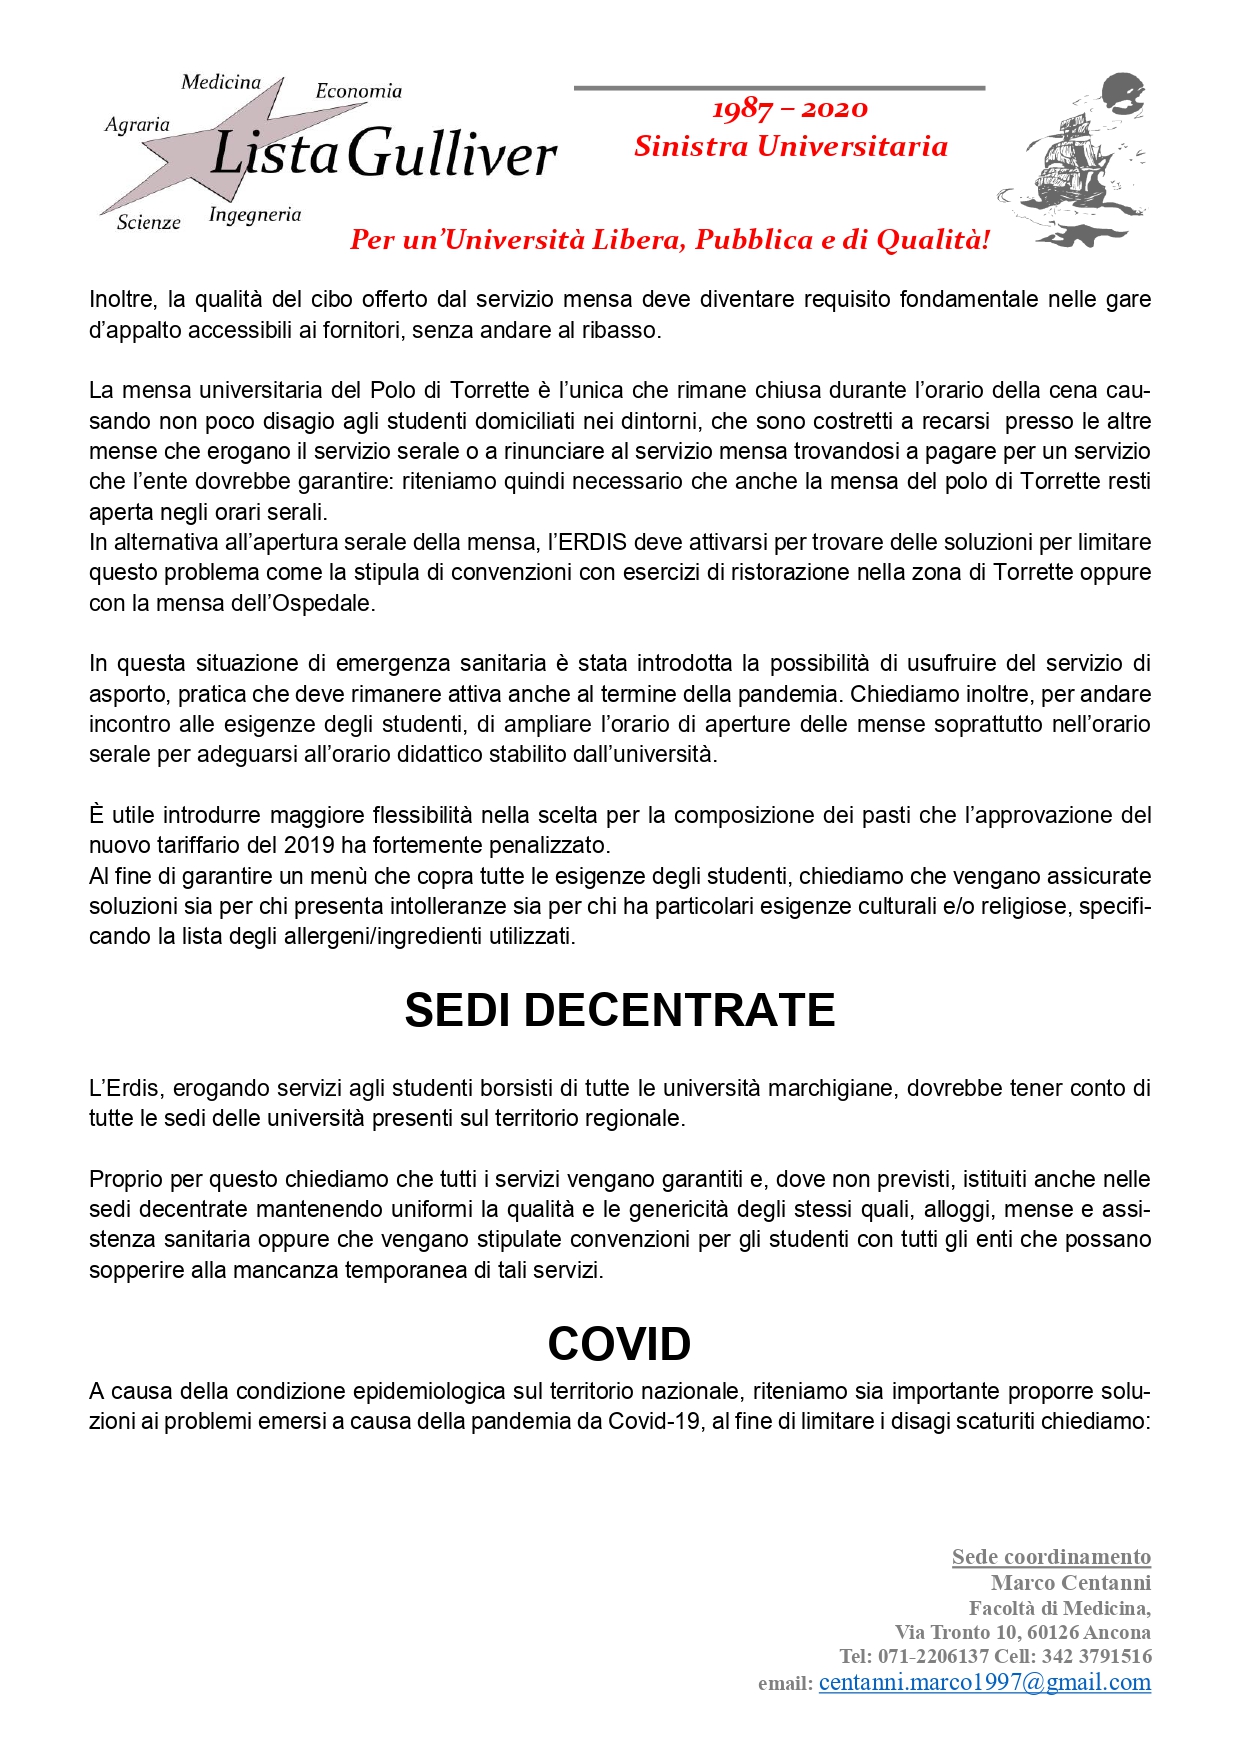 Medicina
Economia
Agraria
Lista Gulliver
Scienze
Ingegneria
1987 – 2020
Sinistra Universitaria
Per un’Università Libera, Pubblica e di Qualità!
Inoltre, la qualità del cibo offerto dal servizio mensa deve diventare requisito fondamentale nelle gare
d’appalto accessibili ai fornitori, senza andare al ribasso.
La mensa universitaria del Polo di Torrette è l’unica che rimane chiusa durante l’orario della cena cau-
sando non poco disagio agli studenti domiciliati nei dintorni, che sono costretti a recarsi  presso le altre
mense che erogano il servizio serale o a rinunciare al servizio mensa trovandosi a pagare per un servizio
che l’ente dovrebbe garantire: riteniamo quindi necessario che anche la mensa del polo di Torrette resti
aperta negli orari serali.
In alternativa all’apertura serale della mensa, l’ERDIS deve attivarsi per trovare delle soluzioni per limitare
questo problema come la stipula di convenzioni con esercizi di ristorazione nella zona di Torrette oppure
con la mensa dell’Ospedale.
In questa situazione di emergenza sanitaria è stata introdotta la possibilità di usufruire del servizio di
asporto, pratica che deve rimanere attiva anche al termine della pandemia. Chiediamo inoltre, per andare
incontro alle esigenze degli studenti, di ampliare l’orario di aperture delle mense soprattutto nell’orario
serale per adeguarsi all’orario didattico stabilito dall’università.
È utile introdurre maggiore flessibilità nella scelta per la composizione dei pasti che l’approvazione del
nuovo tariffario del 2019 ha fortemente penalizzato.
Al fine di garantire un menù che copra tutte le esigenze degli studenti, chiediamo che vengano assicurate
soluzioni sia per chi presenta intolleranze sia per chi ha particolari esigenze culturali e/o religiose, specifi-
cando la lista degli allergeni/ingredienti utilizzati.
SEDI DECENTRATE
L’Erdis, erogando servizi agli studenti borsisti di tutte le università marchigiane, dovrebbe tener conto di
tutte le sedi delle università presenti sul territorio regionale.
Proprio per questo chiediamo che tutti i servizi vengano garantiti e, dove non previsti, istituiti anche nelle
sedi decentrate mantenendo uniformi la qualità e le genericità degli stessi quali, alloggi, mense e assi-
stenza sanitaria oppure che vengano stipulate convenzioni per gli studenti con tutti gli enti che possano
sopperire alla mancanza temporanea di tali servizi.
COVID
A causa della condizione epidemiologica sul territorio nazionale, riteniamo sia importante proporre solu-
zioni ai problemi emersi a causa della pandemia da Covid-19, al fine di limitare i disagi scaturiti chiediamo:
Sede coordinamento
Marco Centanni
Facoltà di Medicina,
Via Tronto 10, 60126 Ancona
Tel: 071-2206137 Cell: 342 3791516
email: centanni.marco1997@gmail.com